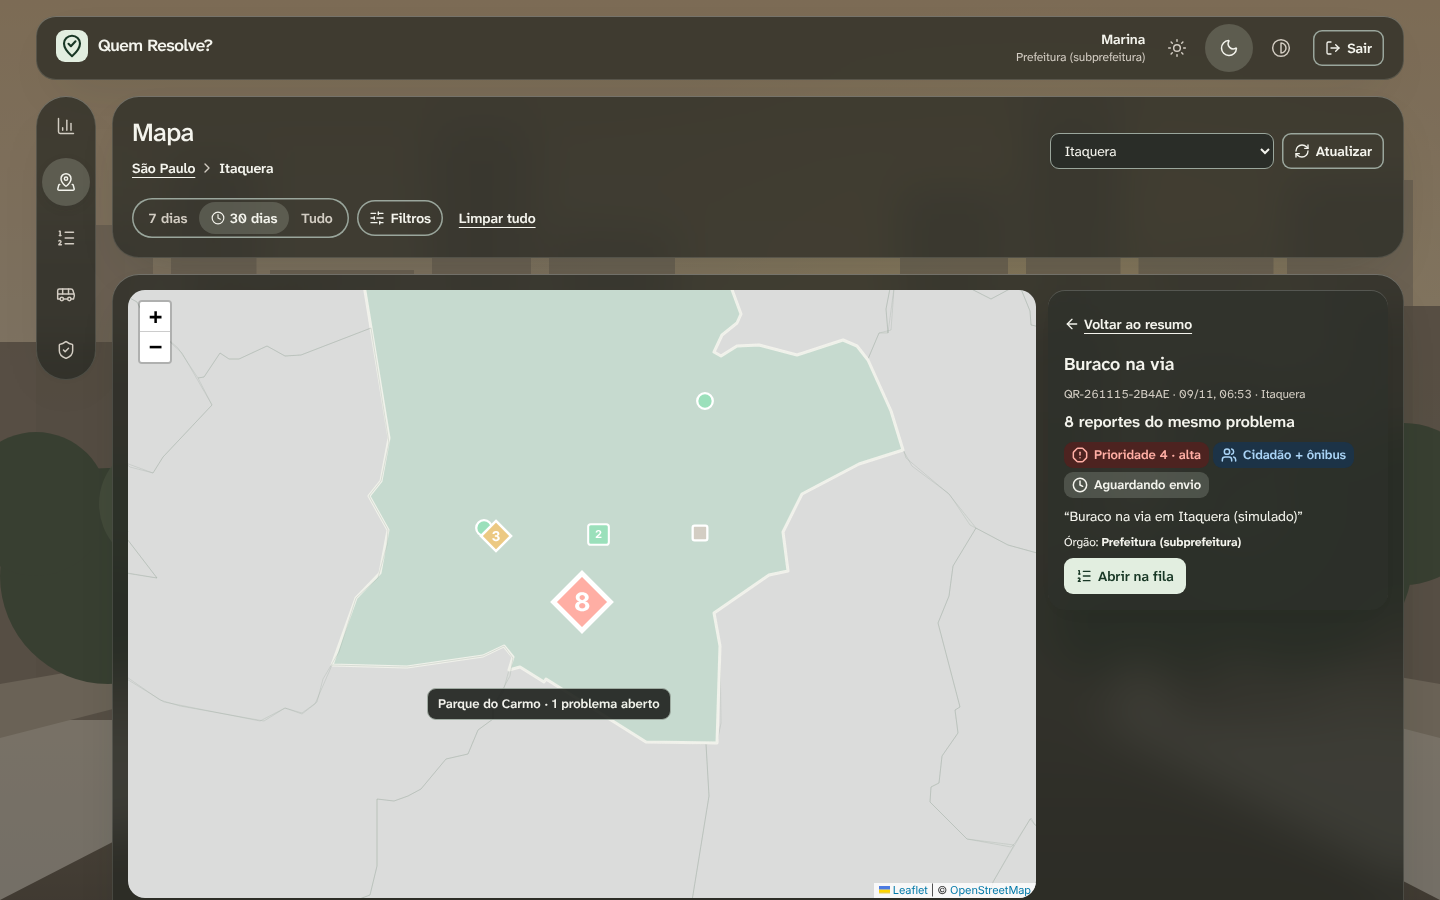 Quem Resolve?
Marina
Prefeitura (subprefeitura)
Sair
Mapa
São Paulo > Itaquera
Itaquera
Atualizar
7 dias
30 dias
Tudo
Filtros
Limpar tudo
+
−
3
2
8
Parque do Carmo · 1 problema aberto
Leaflet | © OpenStreetMap
Voltar ao resumo
Buraco na via
QR-261115-2B4AE · 09/11, 06:53 · Itaquera
8 reportes do mesmo problema
Prioridade 4 · alta
Cidadão + ônibus
Aguardando envio
“Buraco na via em Itaquera (simulado)”
Órgão: Prefeitura (subprefeitura)
Abrir na fila